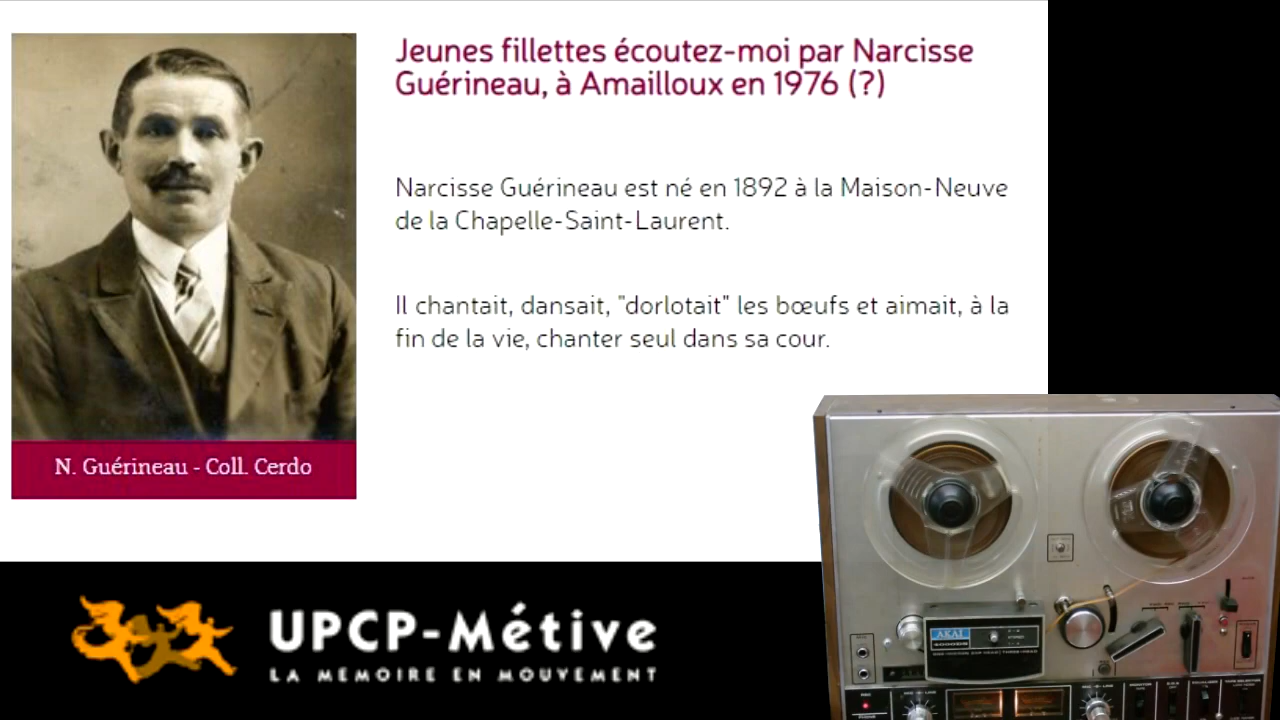 Jeunes fillettes écoutez-moi par Narcisse
Guérineau, à Amailloux en 1976 (?)
Narcisse Guérineau est né en 1892 à la Maison-Neuve
de la Chapelle-Saint-Laurent.
Il chantait, dansait, "dorlotait" les bœufs et aimait, à la
fin de la vie, chanter seul dans sa cour.
N. Guérineau - Coll. Cerdo
UPCP-Métive
LA MEMOIRE EN MOUVEMENT
AKAI